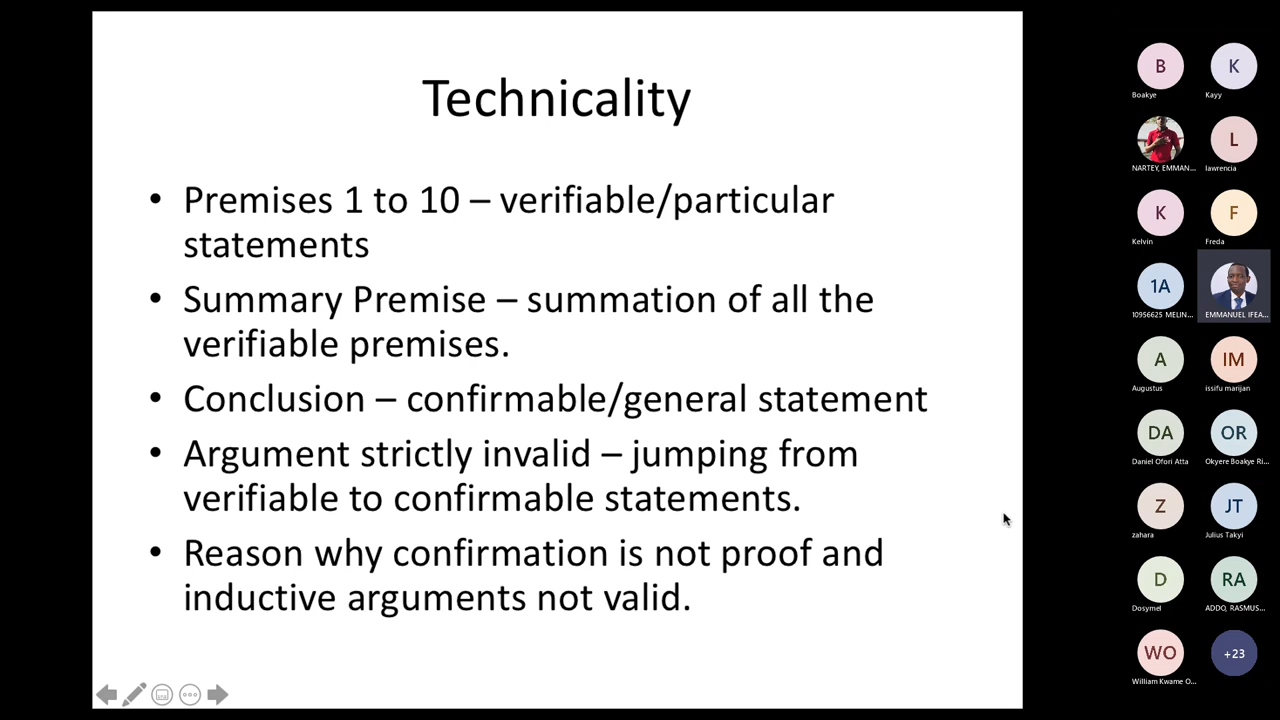 Technicality
• Premises 1 to 10 – verifiable/particular
statements
• Summary Premise – summation of all the
verifiable premises.
• Conclusion – confirmable/general statement
• Argument strictly invalid – jumping from
verifiable to confirmable statements.
• Reason why confirmation is not proof and
inductive arguments not valid.
B K
Boakye Kayy
L
NARTEY, EMMAN... lawrencia
K F
Kelvin Freda
1A
10956625 MELIN... EMMANUEL IFEA...
A IM
Augustus issifu marijan
DA OR
Daniel Ofori Atta Okyere Boakye Ri...
Z JT
zahara Julius Takyi
D RA
Dosymel ADDO, RASMUS...
WO +23
William Kwame O...